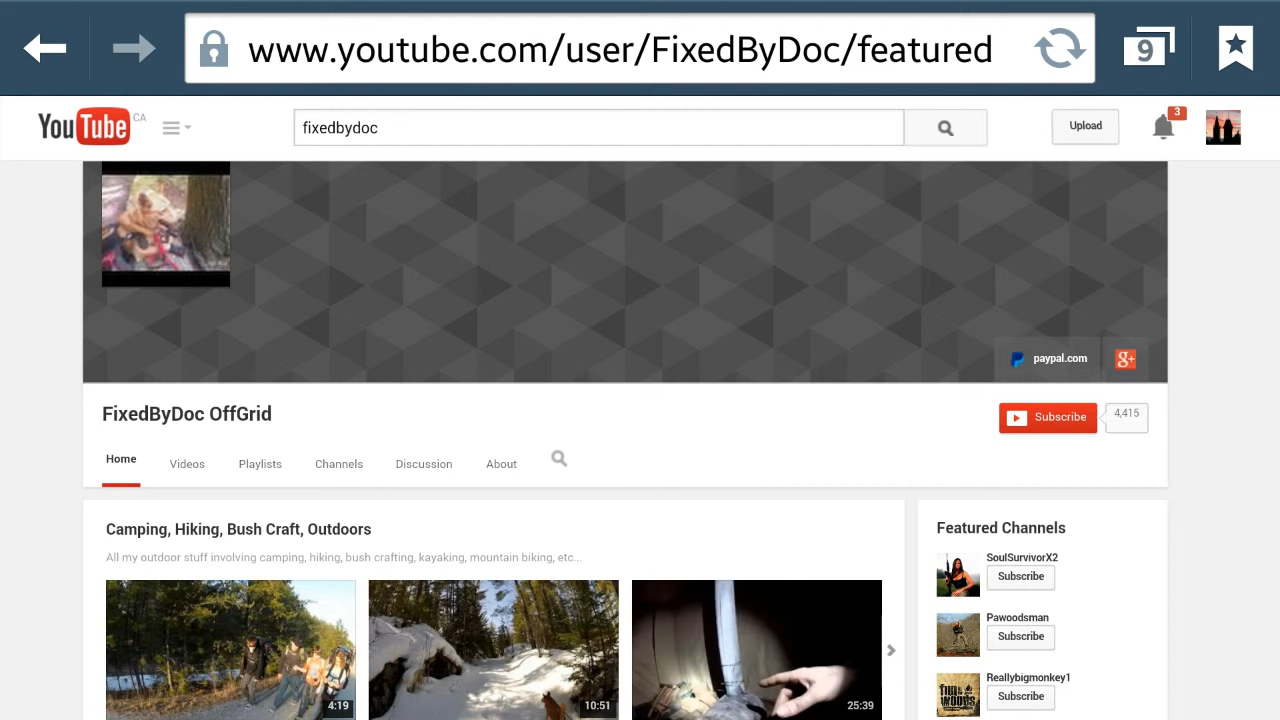 www.youtube.com/user/FixedByDoc/featured
9
YouTube CA
fixedbydoc
Upload
3
paypal.com
g+
FixedByDoc OffGrid
Subscribe
4,415
Home
Videos
Playlists
Channels
Discussion
About
Camping, Hiking, Bush Craft, Outdoors
All my outdoor stuff involving camping, hiking, bush crafting, kayaking, mountain biking, etc...
4:19
10:51
25:39
Featured Channels
SoulSurvivorX2
Subscribe
Pawoodsman
Subscribe
Reallybigmonkey1
Subscribe